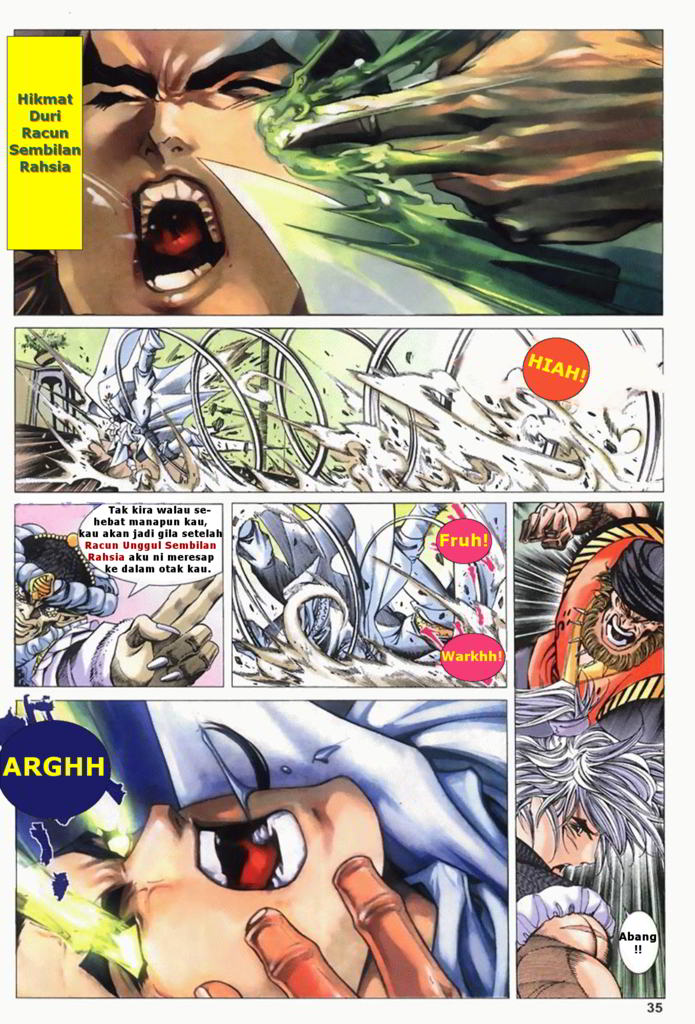 Hikmat
Duri
Racun
Sembilan
Rahsia
HIAH!
Tak kira walau se-
hebat manapun kau,
kau akan jadi gila setelah
Racun Unggul Sembilan
Rahsia aku ni meresap
ke dalam otak kau.
Fruh!
Warkhh!
ARGHH
Abang
!!
35